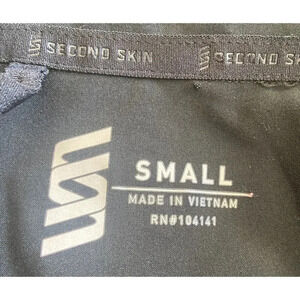 SECOND SKIN SECOND SKIN
SMALL
MADE IN VIETNAM
RN#104141